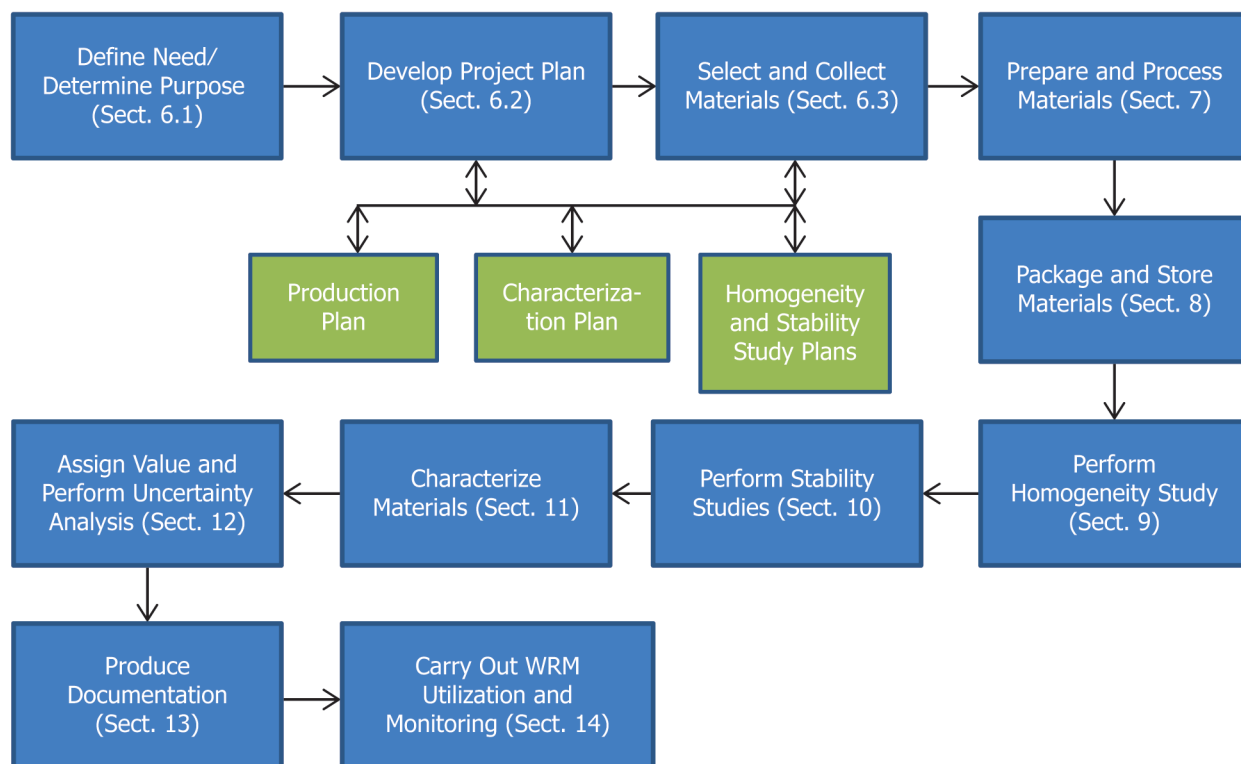 Define Need/
Determine Purpose
(Sect. 6.1)
Develop Project Plan
(Sect. 6.2)
Select and Collect
Materials (Sect. 6.3)
Prepare and Process
Materials (Sect. 7)
Production
Plan
Characteriza-
tion Plan
Homogeneity
and Stability
Study Plans
Package and Store
Materials (Sect. 8)
Perform
Homogeneity Study
(Sect. 9)
Perform Stability
Studies (Sect. 10)
Characterize
Materials (Sect. 11)
Assign Value and
Perform Uncertainty
Analysis (Sect. 12)
Produce
Documentation
(Sect. 13)
Carry Out WRM
Utilization and
Monitoring (Sect. 14)